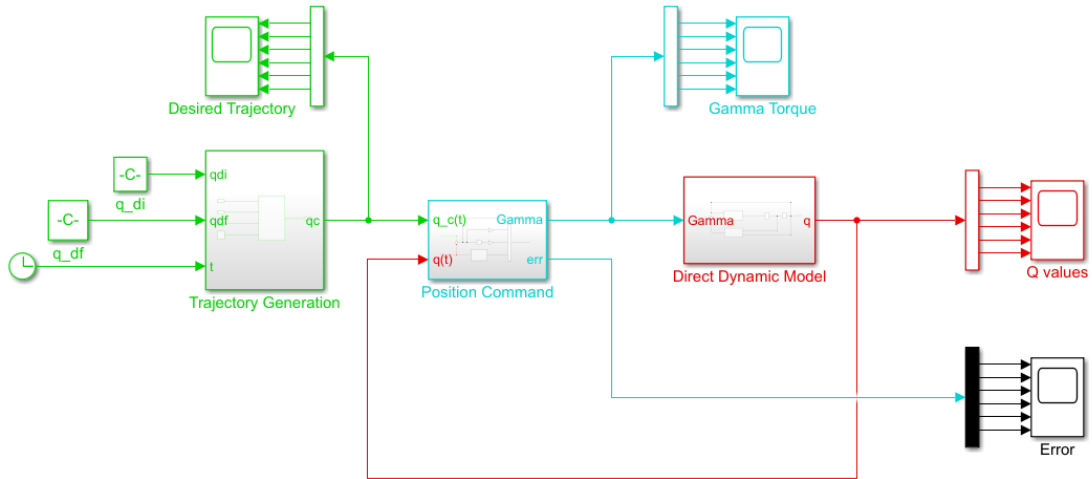 Desired Trajectory
Gamma Torque
-C-
q_di
-C-
q_df
qdi
qdf
t
qc
Trajectory Generation
q_c(t)
q(t)
Gamma
err
Position Command
Gamma
q
Direct Dynamic Model
Q values
Error